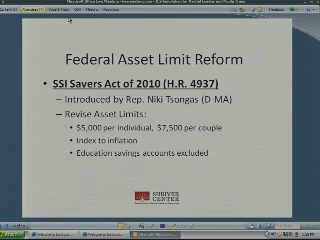 Federal Asset Limit Reform
• SSI Savers Act of 2010 (H.R. 4937)
– Introduced by Rep. Niki Tsongas (D-MA)
– Revise Asset Limits:
• $5,000 per individual, $7,500 per couple
• Index to inflation
• Education savings accounts excluded
SHRIVER
CENTER